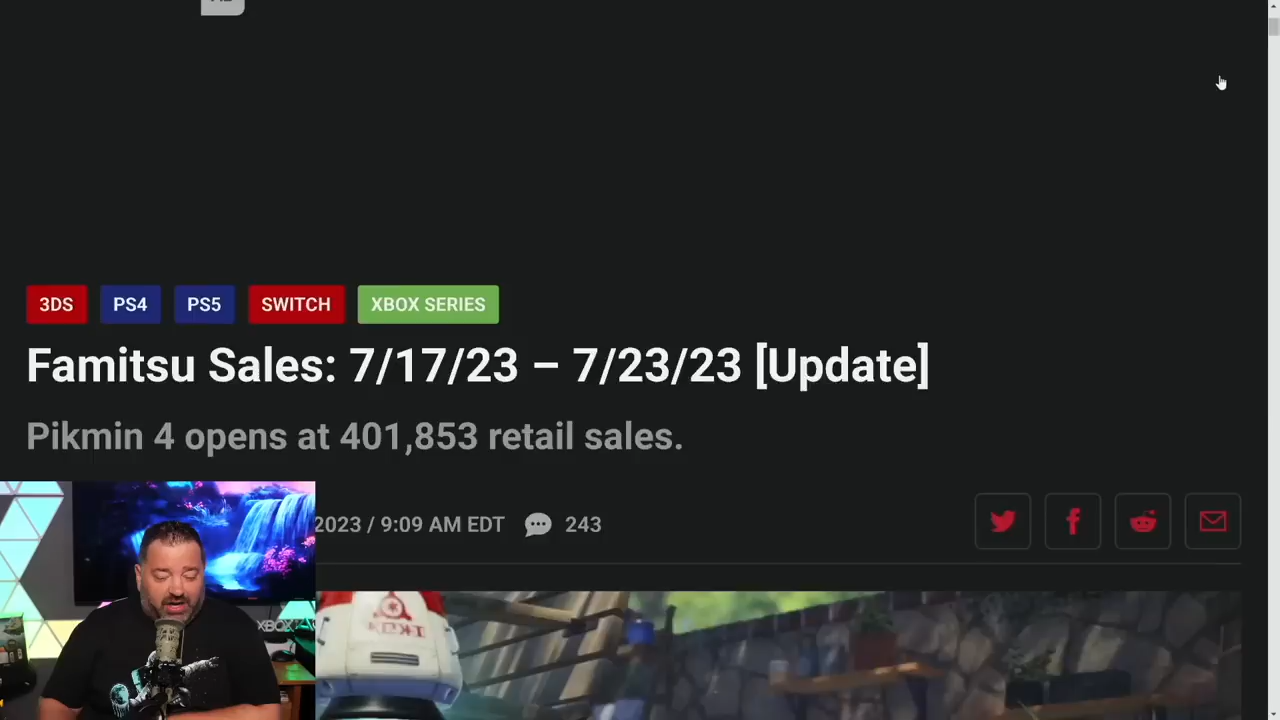 3DS PS4 PS5 SWITCH XBOX SERIES
Famitsu Sales: 7/17/23 – 7/23/23 [Update]
Pikmin 4 opens at 401,853 retail sales.
2023 / 9:09 AM EDT 243
XBOX